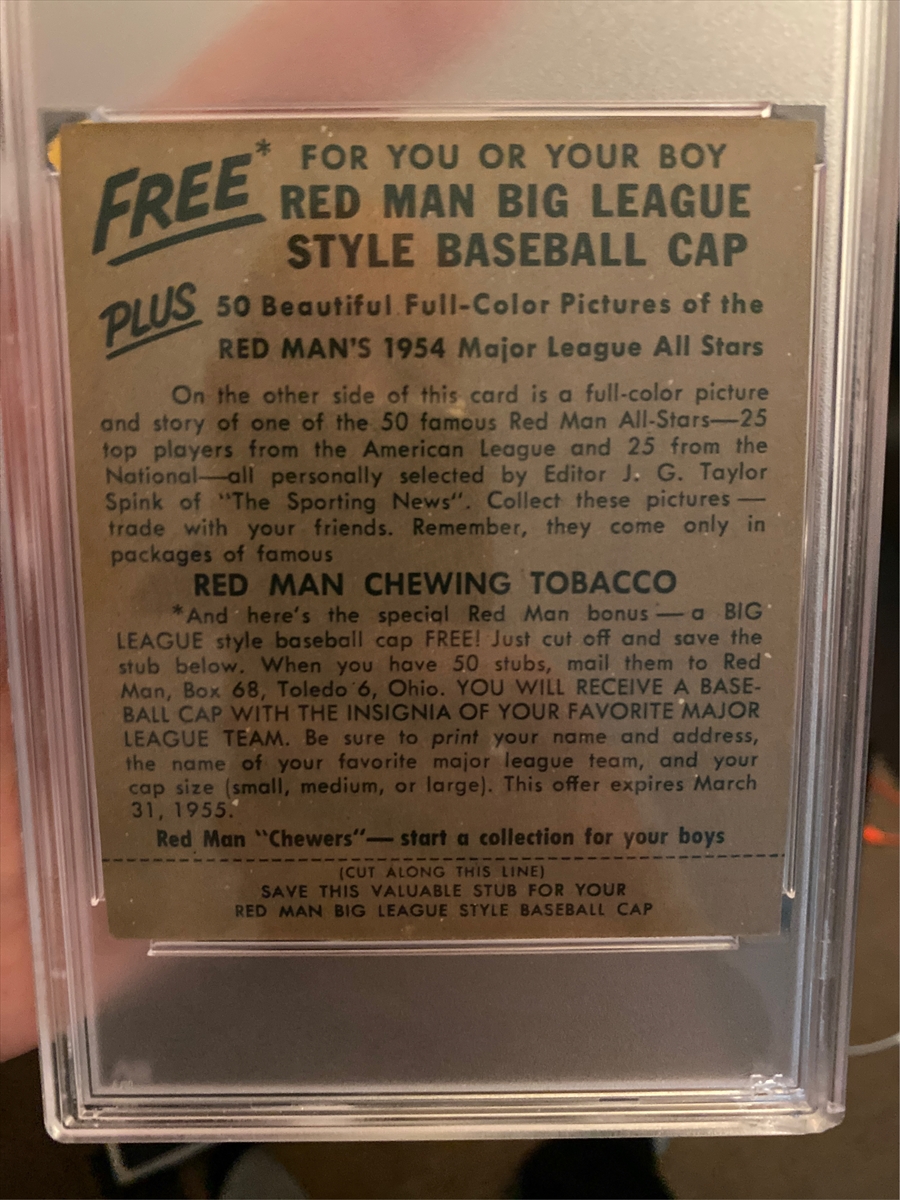 FREE* FOR YOU OR YOUR BOY
RED MAN BIG LEAGUE
STYLE BASEBALL CAP
PLUS 50 Beautiful Full-Color Pictures of the
RED MAN'S 1954 Major League All Stars
On the other side of this card is a full-color picture
and story of one of the 50 famous Red Man All-Stars—25
top players from the American League and 25 from the
National—all personally selected by Editor J. G. Taylor
Spink of "The Sporting News". Collect these pictures —
trade with your friends. Remember, they come only in
packages of famous
RED MAN CHEWING TOBACCO
*And here's the special Red Man bonus — a BIG
LEAGUE style baseball cap FREE! Just cut off and save the
stub below. When you have 50 stubs, mail them to Red
Man, Box 68, Toledo 6, Ohio. YOU WILL RECEIVE A BASE-
BALL CAP WITH THE INSIGNIA OF YOUR FAVORITE MAJOR
LEAGUE TEAM. Be sure to print your name and address,
the name of your favorite major league team, and your
cap size (small, medium, or large). This offer expires March
31, 1955.
Red Man "Chewers"— start a collection for your boys
(CUT ALONG THIS LINE)
SAVE THIS VALUABLE STUB FOR YOUR
RED MAN BIG LEAGUE STYLE BASEBALL CAP